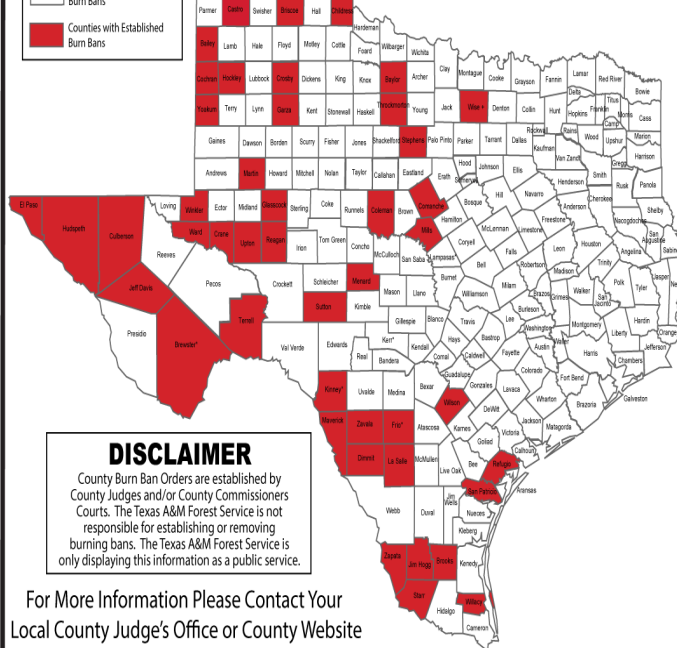 Burn Bans
Counties with Established
Burn Bans
Parmer Castro Swisher Briscoe Hall Childress
Hardeman
Bailey Lamb Hale Floyd Motley Cottle Foard Wilbarger Wichita
Clay Montague Cooke Grayson Fannin Lamar Red River Bowie
Cochran Hockley Lubbock Crosby Dickens King Knox Baylor Archer
Delta Titus Morris Cass
Yoakum Terry Lynn Garza Kent Stonewall Haskell Throckmorton Young Jack Wise + Denton Collin Hunt Hopkins Franklin
Camp Marion
Rockwall Rains Wood Upshur
Gaines Dawson Borden Scurry Fisher Jones Shackelford Stephens Palo Pinto Parker Tarrant Dallas Kaufman Van Zandt Gregg Harrison
Andrews Martin Howard Mitchell Nolan Taylor Callahan Eastland Erath Hood Somervell Johnson Ellis Henderson Smith Rusk Panola
El Paso Hudspeth Culberson Loving Winkler Ector Midland Glasscock Sterling Coke Runnels Coleman Brown Comanche Hamilton Bosque Hill Navarro Anderson Cherokee Nacogdoches Shelby
Freestone San Augustine
Reeves Ward Crane Upton Reagan Irion Tom Green Concho McCulloch San Saba Mills Lampasas* Coryell McLennan Limestone Leon Houston Angelina Sabin
Falls Robertson Madison Trinity Polk Tyler Jasper Ne
Jeff Davis Pecos Crockett Schleicher Menard Mason Llano Burnet Bell Milam Brazos Grimes Walker San Jacinto
Presidio Brewster* Terrell Sutton Kimble Gillespie Blanco Williamson Travis Lee Burleson Washington Montgomery Liberty Hardin Orange
Val Verde Edwards Real Kerr* Bandera Kendall Hays Comal Caldwell Bastrop Fayette Austin Waller Harris Chambers Jefferson
Kinney* Uvalde Medina Bexar Guadalupe Gonzales Lavaca Colorado Fort Bend Galveston
Wilson DeWitt Wharton Brazoria
Maverick Zavala Frio* Atascosa Karnes Victoria Jackson Matagorda
Goliad Calhoun
Dimmit La Salle McMullen Live Oak Bee Refugio
San Patricio Aransas
Webb Duval Jim Wells Nueces
Kleberg
Zapata Jim Hogg Brooks Kenedy
Starr Hidalgo Willacy
Cameron
DISCLAIMER
County Burn Ban Orders are established by
County Judges and/or County Commissioners
Courts. The Texas A&M Forest Service is not
responsible for establishing or removing
burning bans. The Texas A&M Forest Service is
only displaying this information as a public service.
For More Information Please Contact Your
Local County Judge's Office or County Website